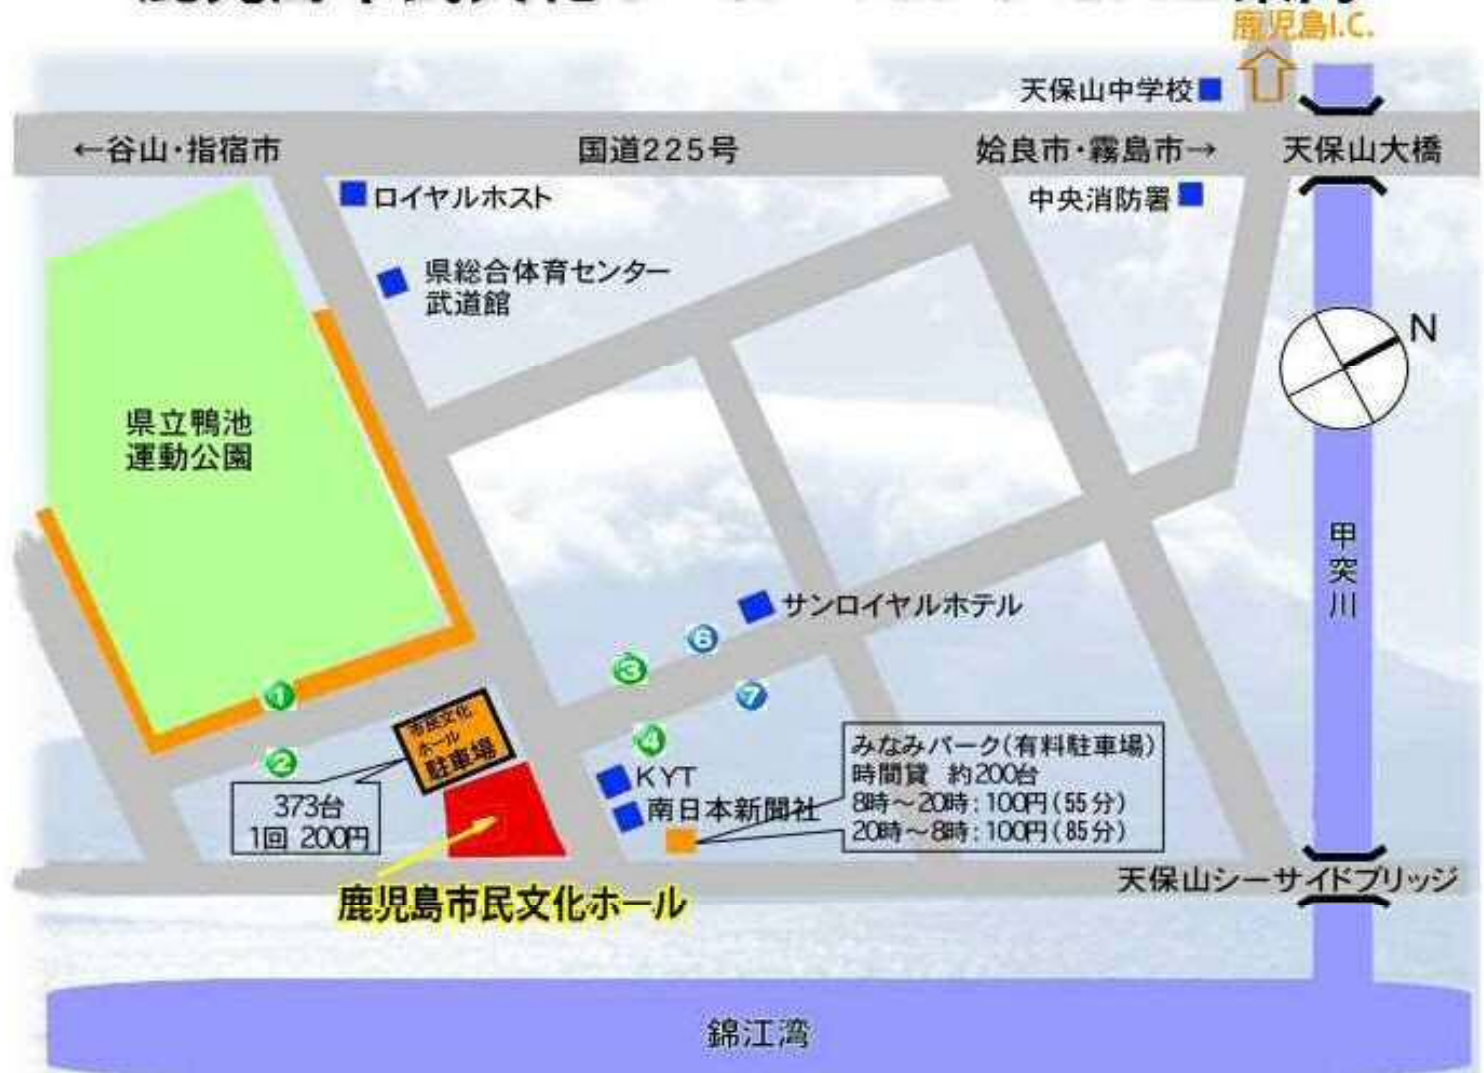 鹿児島I.C.
天保山中学校
←谷山・指宿市
国道225号
姶良市・霧島市→
天保山大橋
ロイヤルホスト
中央消防署
県総合体育センター
武道館
N
県立鴨池
運動公園
甲突川
サンロイヤルホテル
⑥
③
①
⑦
市民文化
ホール
駐車場
④
②
みなみパーク(有料駐車場)
時間貸 約200台
8時～20時:100円(55分)
20時～8時:100円(85分)
KYT
373台
1回 200円
南日本新聞社
天保山シーサイドブリッジ
鹿児島市民文化ホール
錦江湾